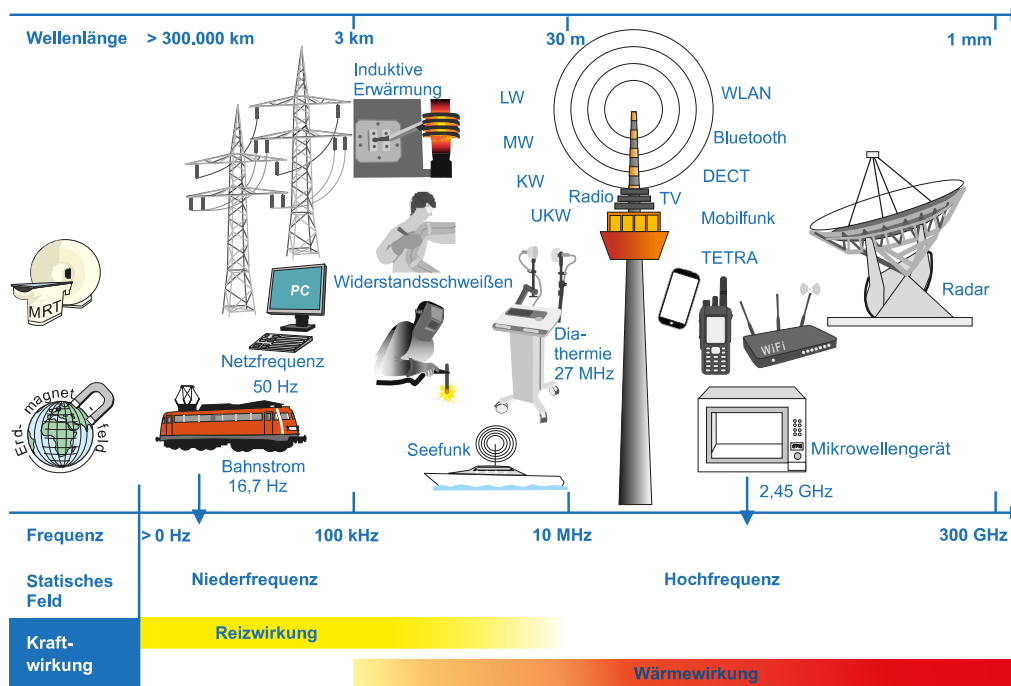 Wellenlänge > 300.000 km 3 km 30 m 1 mm
Induktive
Erwärmung
LW
MW
KW
UKW
Radio
TV
WLAN
Bluetooth
DECT
Mobilfunk
TETRA
Radar
MRT
PC
Netzfrequenz
50 Hz
Widerstandsschweißen
Dia-
thermie
27 MHz
WiFi
Erd-
magnet-
feld
Bahnstrom
16,7 Hz
Seefunk
Mikrowellengerät
2,45 GHz
Frequenz > 0 Hz 100 kHz 10 MHz 300 GHz
Statisches
Feld
Niederfrequenz
Hochfrequenz
Kraft-
wirkung
Reizwirkung
Wärmewirkung